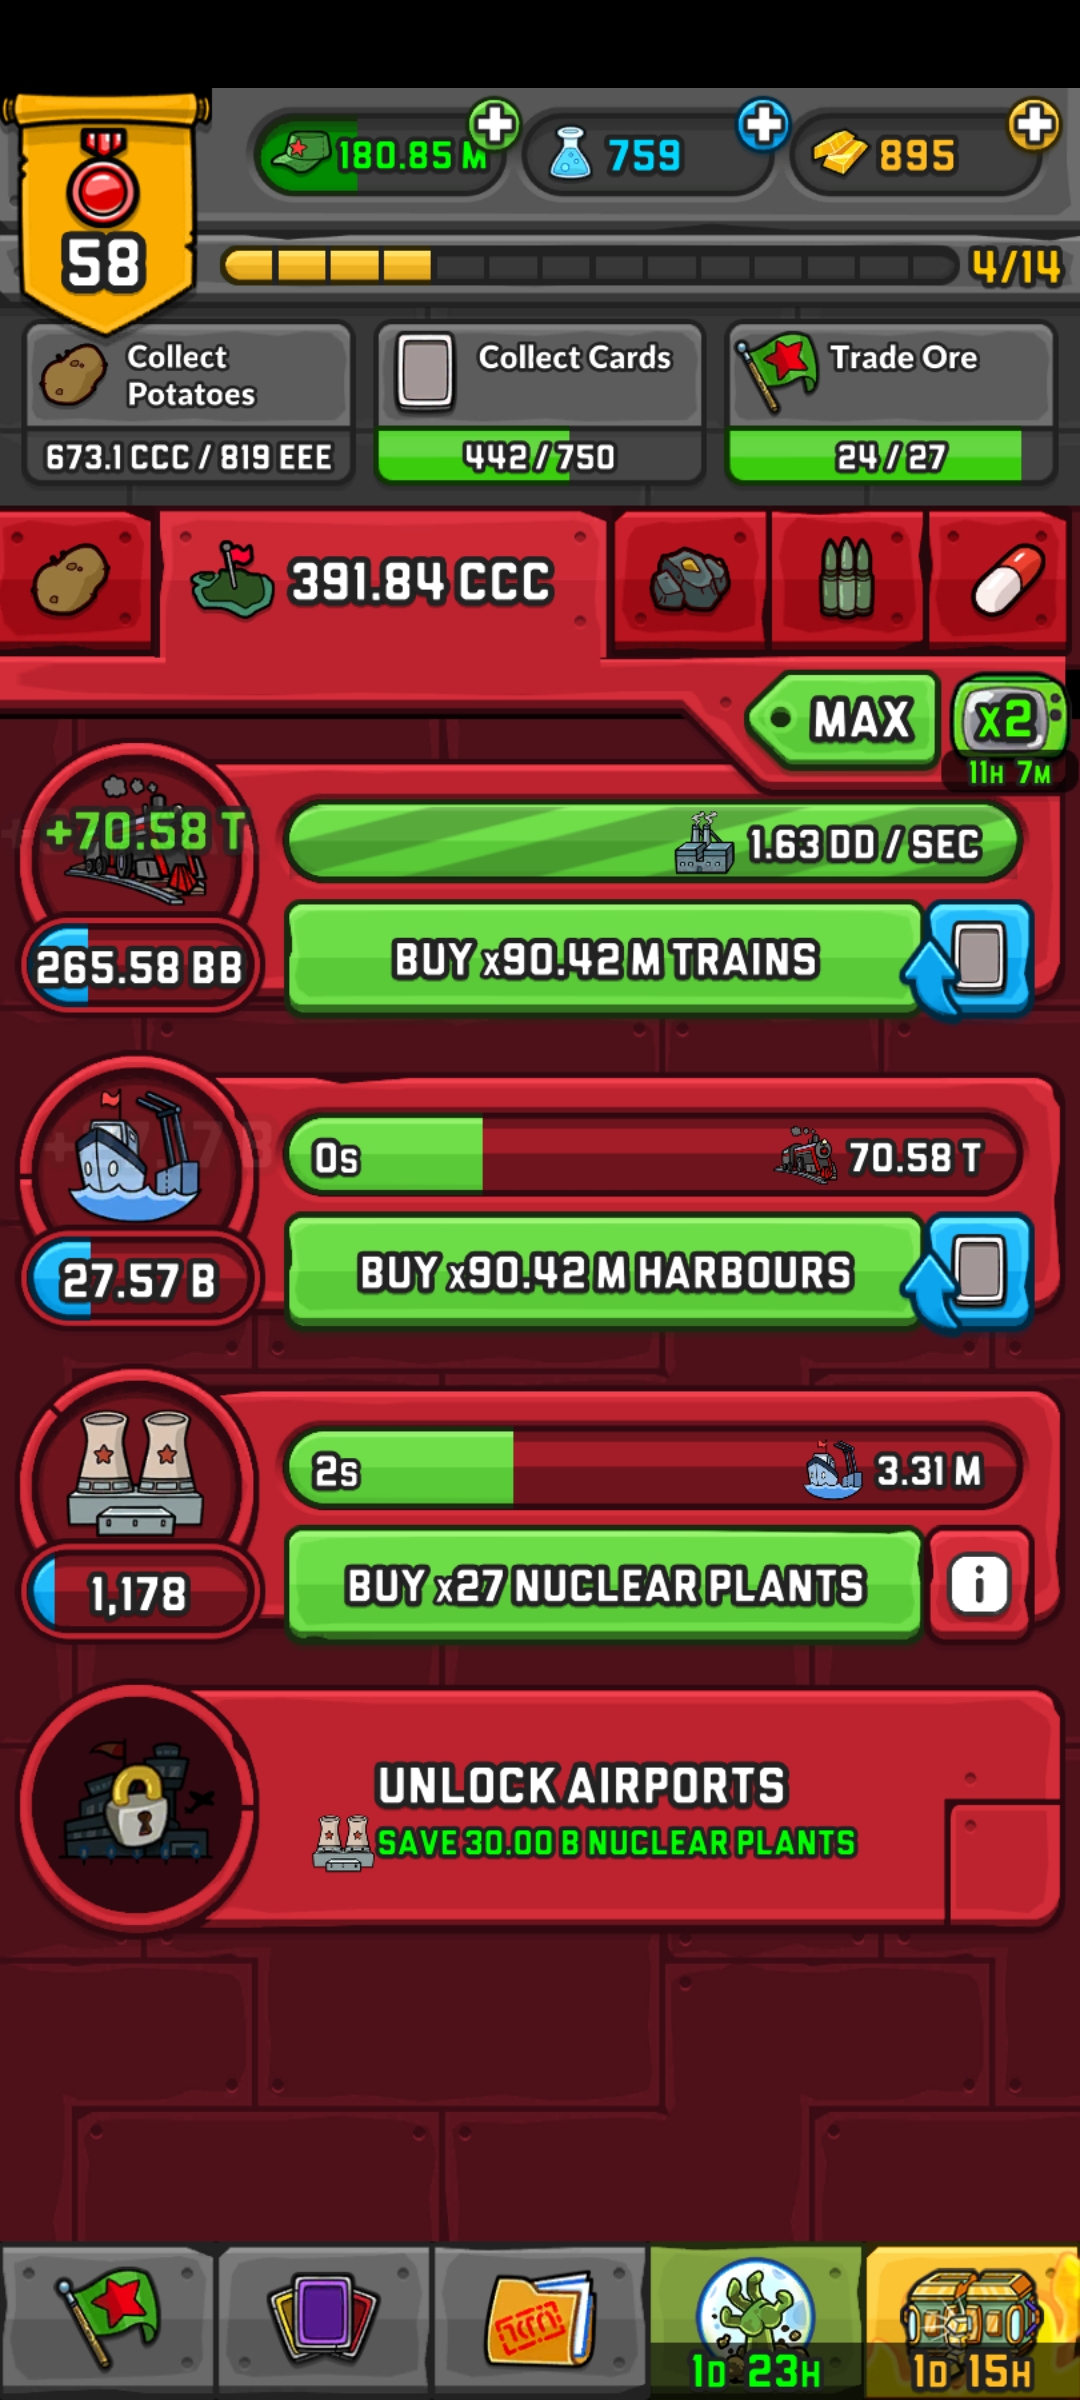 58
180.85 M
759
895
4/14
Collect
Potatoes
673.1 CCC / 819 EEE
Collect Cards
442/750
Trade Ore
24/27
391.84 CCC
MAX
x2
11H 7M
+70.58 T
1.63 DD / SEC
265.58 BB
BUY x90.42 M TRAINS
0s
70.58 T
27.57 B
BUY x90.42 M HARBOURS
2s
3.31 M
1,178
BUY x27 NUCLEAR PLANTS
i
UNLOCK AIRPORTS
SAVE 30.00 B NUCLEAR PLANTS
1D 23H
1D 15H